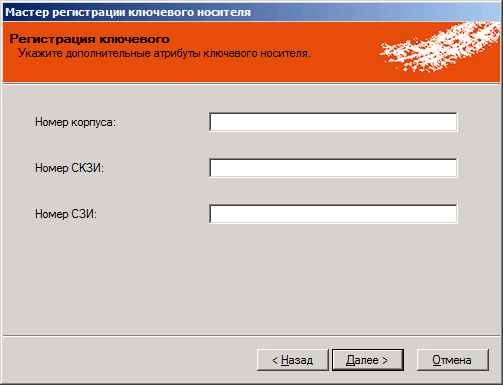 Мастер регистрации ключевого носителя
Регистрация ключевого
Укажите дополнительные атрибуты ключевого носителя.
Номер корпуса:
Номер СКЗИ:
Номер СЗИ:
< Назад Далее > Отмена